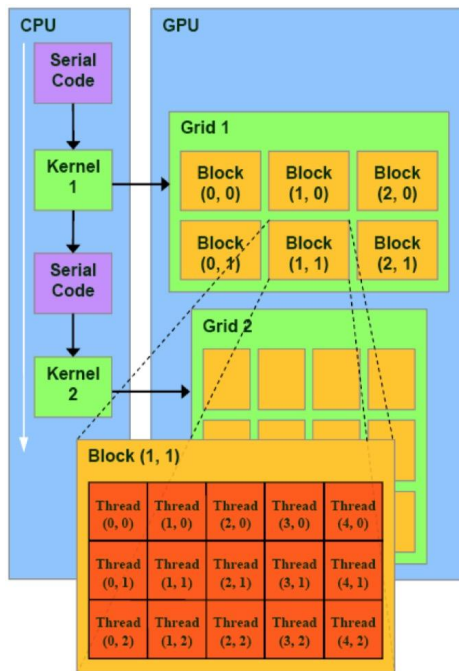 CPU
GPU
Serial
Code
Grid 1
Kernel
1
Block
(0, 0)
Block
(1, 0)
Block
(2, 0)
Block
(0, 1)
Block
(1, 1)
Block
(2, 1)
Serial
Code
Grid 2
Kernel
2
Block (1, 1)
Thread
(0, 0)
Thread
(1, 0)
Thread
(2, 0)
Thread
(3, 0)
Thread
(4, 0)
Thread
(0, 1)
Thread
(1, 1)
Thread
(2, 1)
Thread
(3, 1)
Thread
(4, 1)
Thread
(0, 2)
Thread
(1, 2)
Thread
(2, 2)
Thread
(3, 2)
Thread
(4, 2)